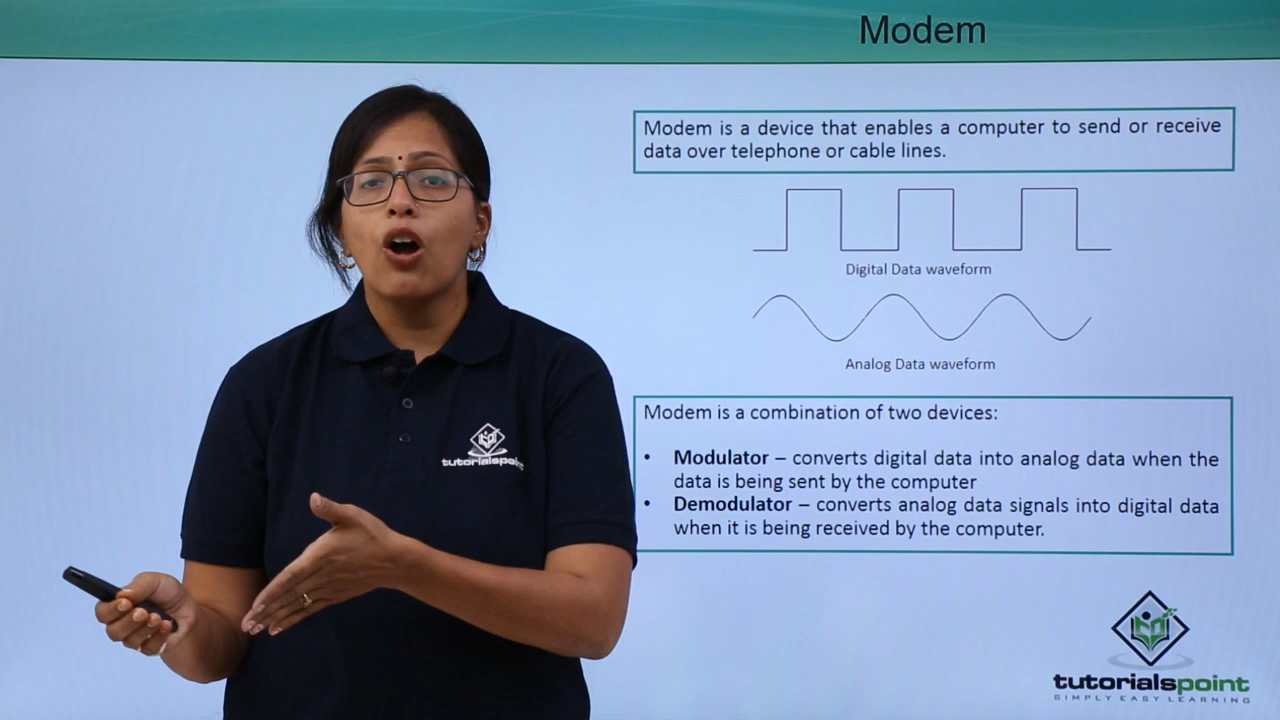 Modem
Modem is a device that enables a computer to send or receive
data over telephone or cable lines.
Digital Data waveform
Analog Data waveform
Modem is a combination of two devices:
• Modulator – converts digital data into analog data when the
data is being sent by the computer
• Demodulator – converts analog data signals into digital data
when it is being received by the computer.
tutorialspoint
tutorialspoint
SIMPLY EASY LEARNING